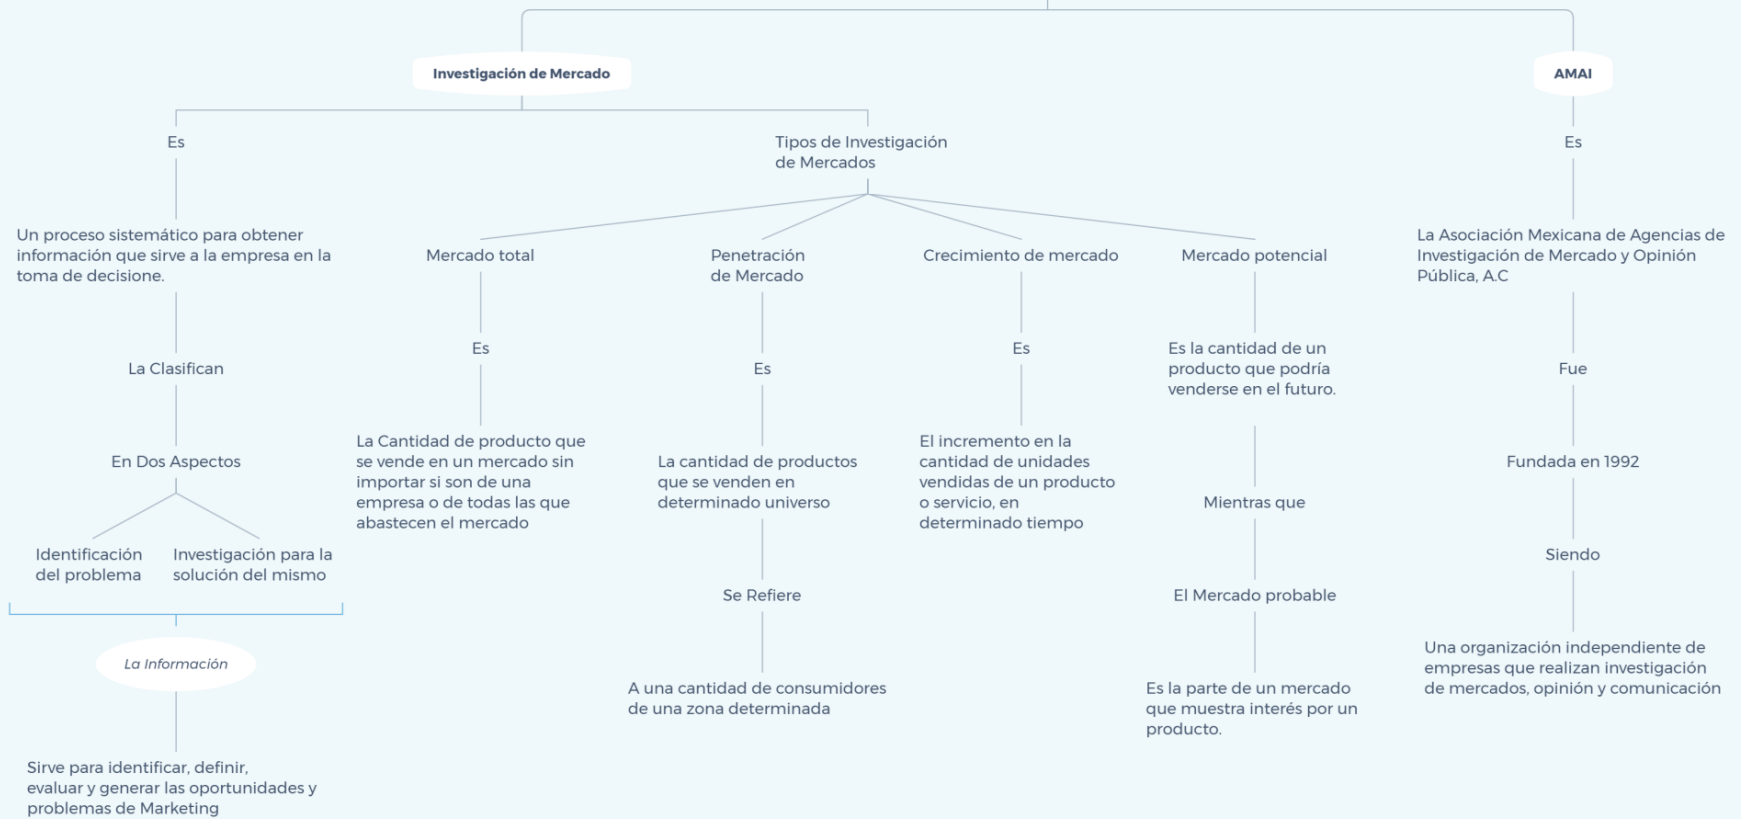 Investigación de Mercado
AMAI
Es
Tipos de Investigación
de Mercados
Es
Un proceso sistemático para obtener
información que sirve a la empresa en la
toma de decisione.
Mercado total
Penetración
de Mercado
Crecimiento de mercado
Mercado potencial
La Asociación Mexicana de Agencias de
Investigación de Mercado y Opinión
Pública, A.C
La Clasifican
Es
Es
Es
Es la cantidad de un
producto que podría
venderse en el futuro.
Fue
En Dos Aspectos
La Cantidad de producto que
se vende en un mercado sin
importar si son de una
empresa o de todas las que
abastecen el mercado
La cantidad de productos
que se venden en
determinado universo
El incremento en la
cantidad de unidades
vendidas de un producto
o servicio, en
determinado tiempo
Mientras que
Fundada en 1992
Identificación
del problema
Investigación para la
solución del mismo
Se Refiere
El Mercado probable
Siendo
La Información
A una cantidad de consumidores
de una zona determinada
Es la parte de un mercado
que muestra interés por un
producto.
Una organización independiente de
empresas que realizan investigación
de mercados, opinión y comunicación
Sirve para identificar, definir,
evaluar y generar las oportunidades y
problemas de Marketing